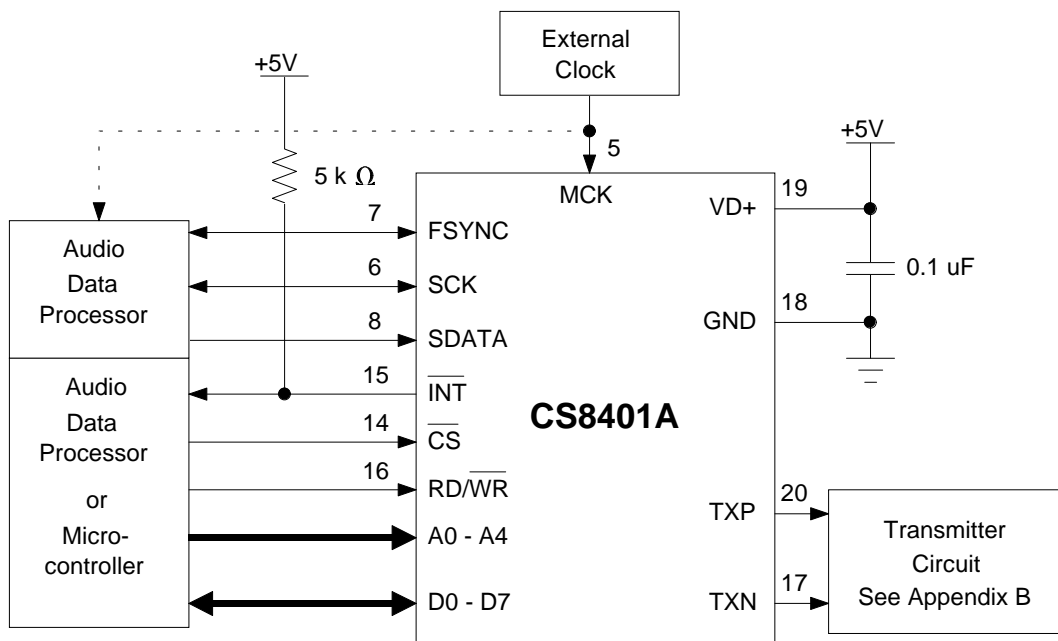 External
Clock
+5V
5 k Ω
5
MCK
+5V
19
VD+
0.1 uF
18
GND
Audio
Data
Processor
7
FSYNC
6
SCK
8
SDATA
Audio
Data
Processor
or
Micro-
controller
15
INT
14
CS
16
RD/WR
A0 - A4
D0 - D7
CS8401A
20
TXP
17
TXN
Transmitter
Circuit
See Appendix B